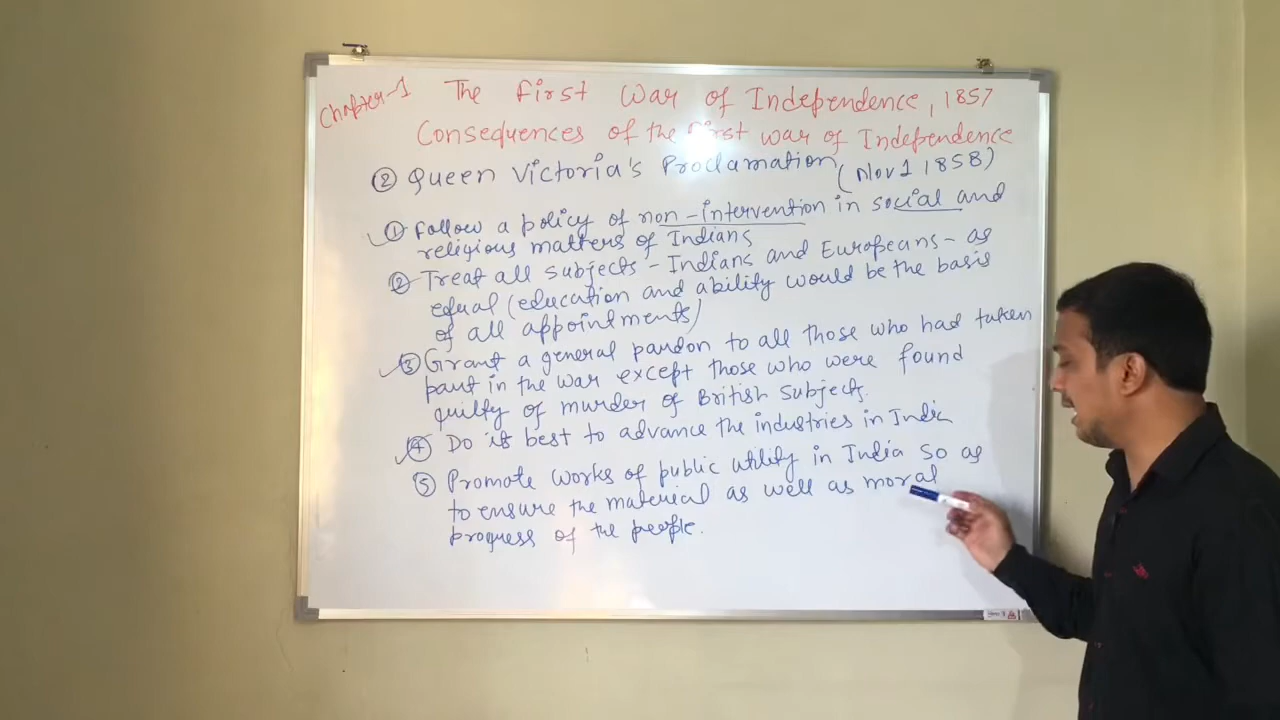 Chapter-1 The First War of Independence, 1857
Consequences of the first war of Independence
② Queen Victoria's Proclamation (Nov 1 1858)
① Follow a policy of non-intervention in social and
religious matters of Indians
② Treat all subjects - Indians and Europeans - as
equal (education and ability would be the basis
of all appointments)
③ Grant a general pardon to all those who had taken
part in the war except those who were found
guilty of murder of British Subjects.
④ Do its best to advance the industries in India
⑤ Promote works of public utility in India so as
to ensure the material as well as moral
progress of the people.